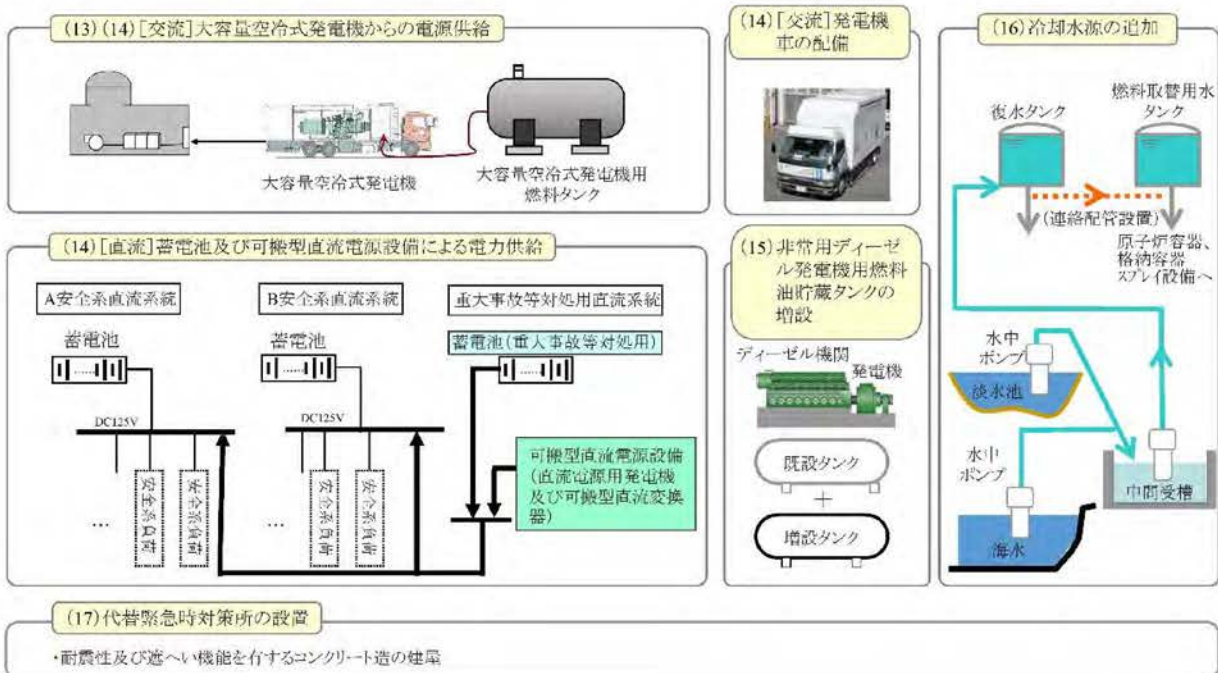 (13)(14)[交流]大容量空冷式発電機からの電源供給
大容量空冷式発電機
大容量空冷式発電機用
燃料タンク
(14)[交流]発電機
車の配備
(16)冷却水源の追加
復水タンク
燃料取替用水
タンク
(連絡配管設置)
原子炉容器、
格納容器
スプレイ設備へ
水中
ポンプ
淡水池
水中
ポンプ
海水
中間受槽
(14)[直流]蓄電池及び可搬型直流電源設備による電力供給
A安全系直流系統
B安全系直流系統
重大事故等対処用直流系統
蓄電池
蓄電池
蓄電池(重大事故等対処用)
DC125V
DC125V
可搬型直流電源設備
(直流電源用発電機
及び可搬型直流変換
器)
…
安全系負荷
安全系負荷
…
安全系負荷
安全系負荷
(15)非常用ディーゼ
ル発電機用燃料
油貯蔵タンクの
増設
ディーゼル機関
発電機
既設タンク
+
増設タンク
(17)代替緊急時対策所の設置
・耐震性及び遮へい機能を有するコンクリート造の建屋